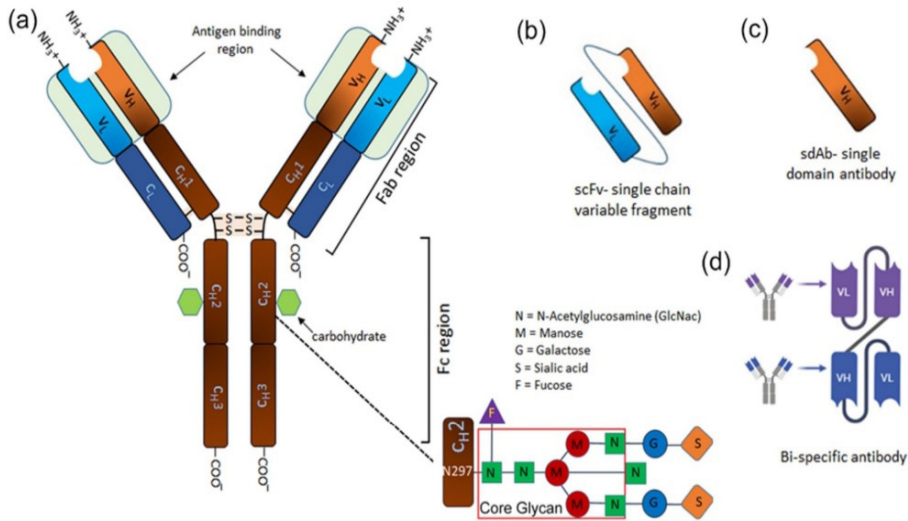 (a)
NH3+
NH3+
Antigen binding
region
NH3+
NH3+
VL
VH
VH
VL
CL
CH1
CH1
CL
Fab region
S S
S S
COO-
COO-
CH2
CH2
carbohydrate
Fc region
CH3
CH3
COO-
COO-
(b)
VL
VH
scFv- single chain
variable fragment
(c)
VH
sdAb- single
domain antibody
(d)
VL
VH
VH
VL
Bi-specific antibody
N = N-Acetylglucosamine (GlcNac)
M = Manose
G = Galactose
S = Sialic acid
F = Fucose
CH2
N297
F
N
N
M
M
N
G
S
N
M
N
G
S
Core Glycan